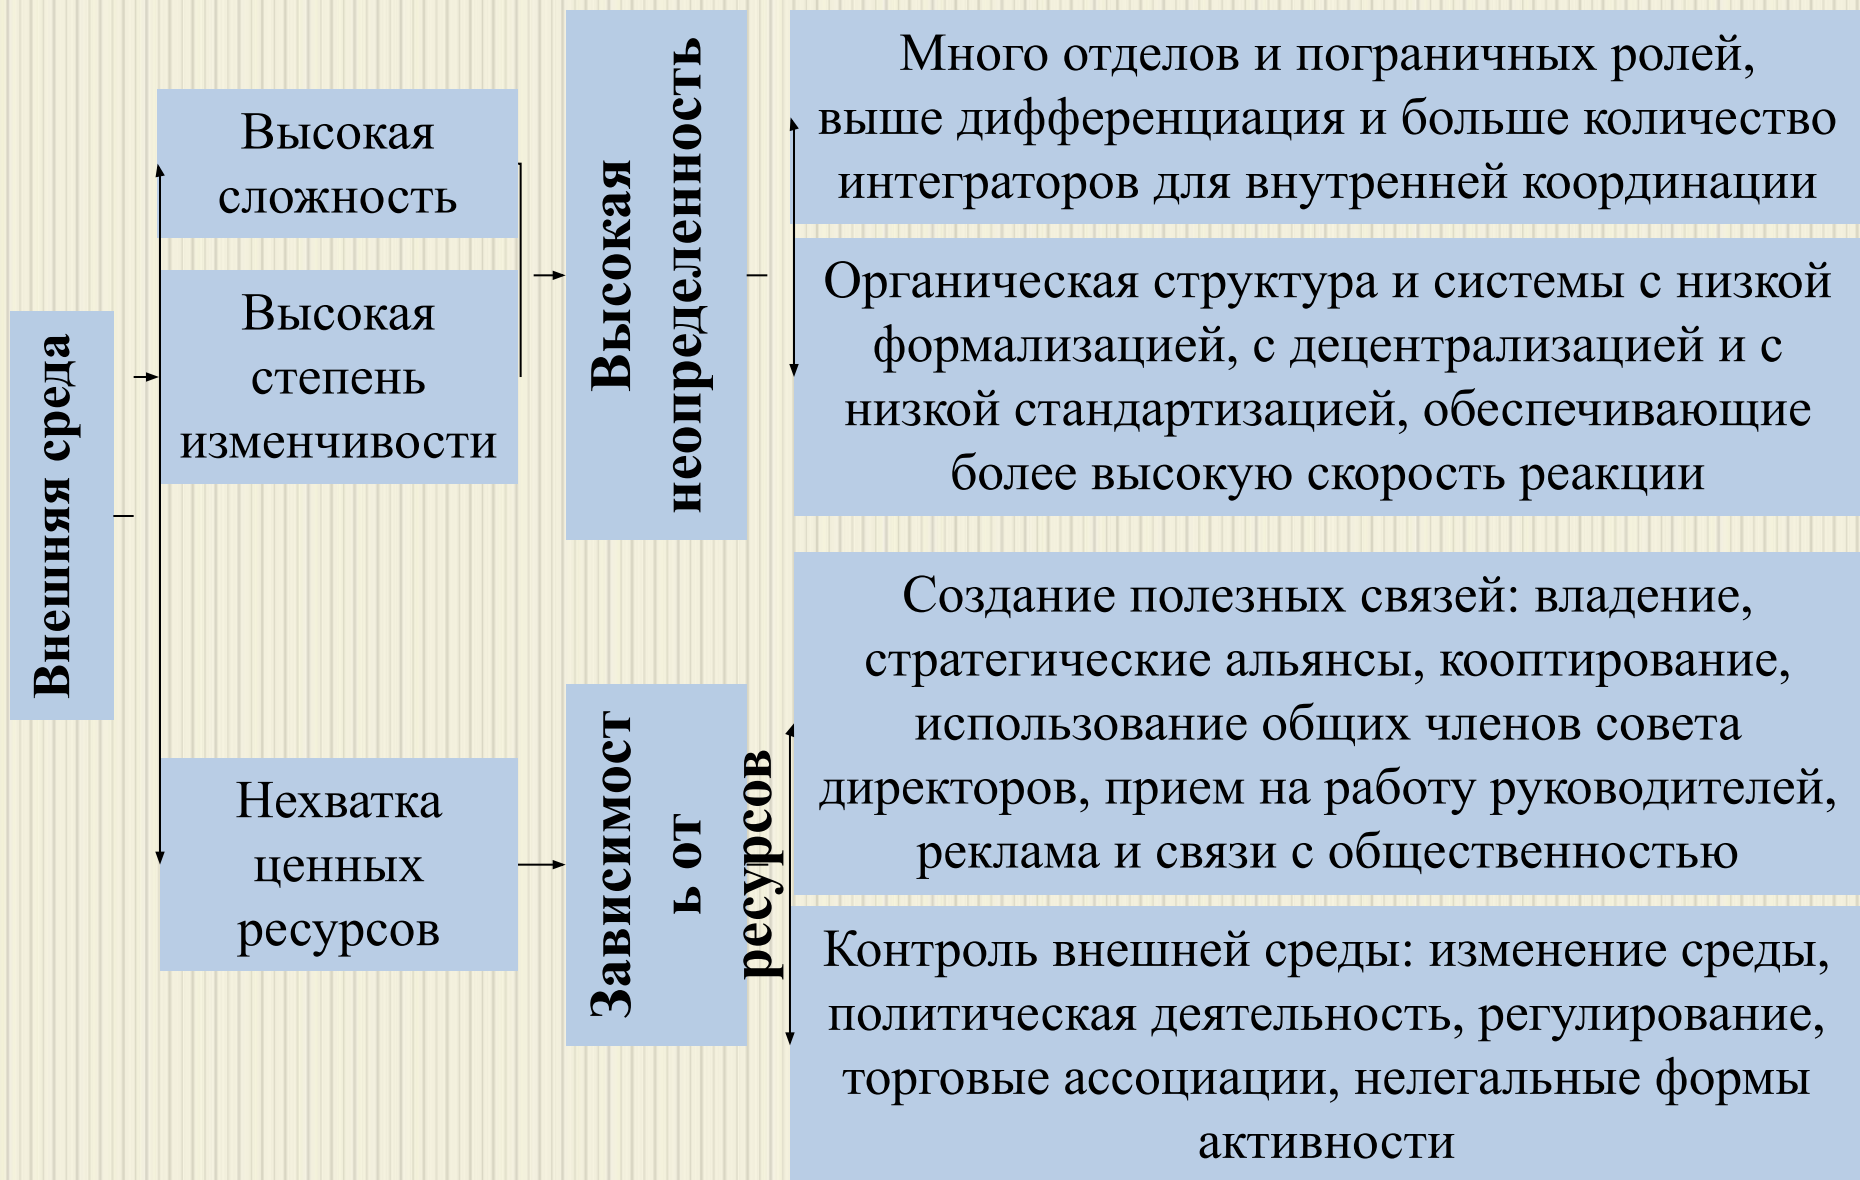 Внешняя среда
Высокая
сложность
Высокая
степень
изменчивости
Нехватка
ценных
ресурсов
Высокая
неопределенность
Зависимост
ь от
ресурсов
Много отделов и пограничных ролей,
выше дифференциация и больше количество
интеграторов для внутренней координации
Органическая структура и системы с низкой
формализацией, с децентрализацией и с
низкой стандартизацией, обеспечивающие
более высокую скорость реакции
Создание полезных связей: владение,
стратегические альянсы, кооптирование,
использование общих членов совета
директоров, прием на работу руководителей,
реклама и связи с общественностью
Контроль внешней среды: изменение среды,
политическая деятельность, регулирование,
торговые ассоциации, нелегальные формы
активности